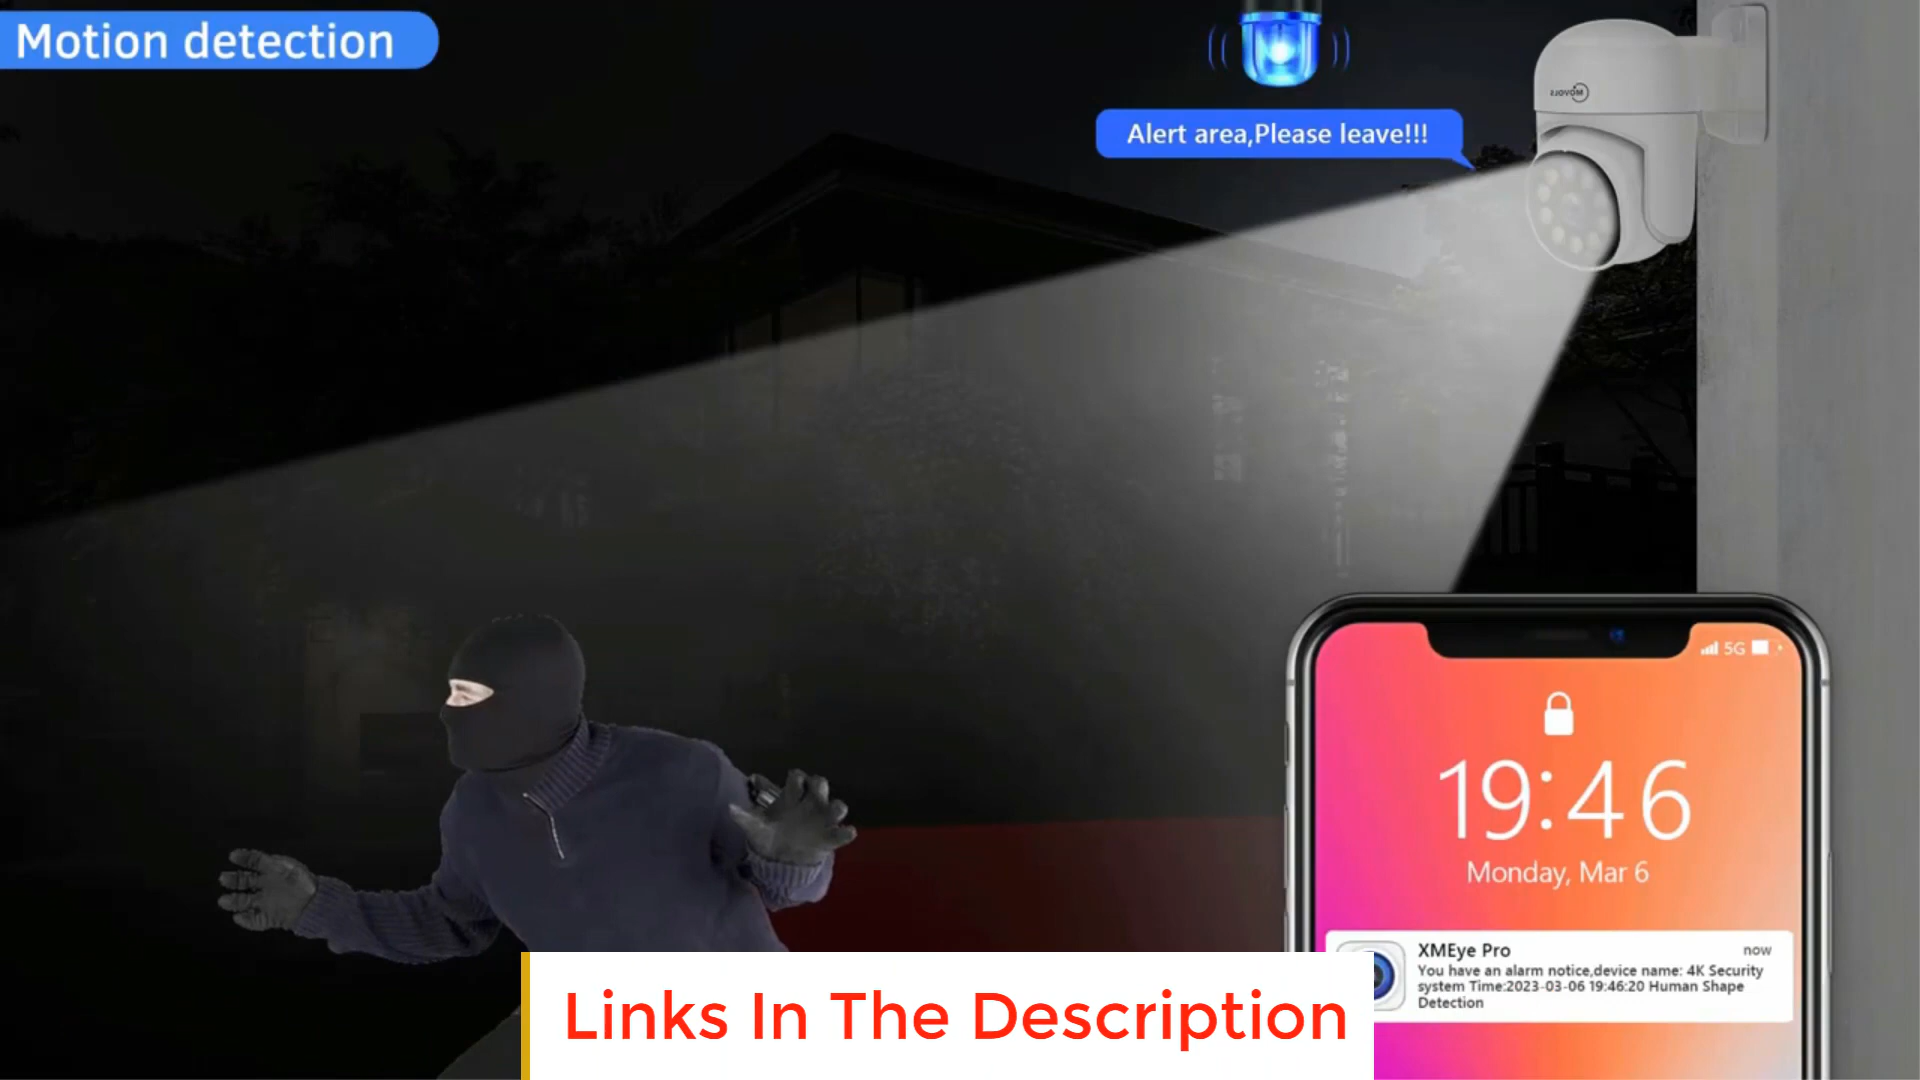 Motion detection
Alert area,Please leave!!!
MOVOLS
5G
19:46
Monday, Mar 6
XMEye Pro
now
You have an alarm notice,device name: 4K Security
system Time:2023-03-06 19:46:20 Human Shape
Detection
Links In The Description